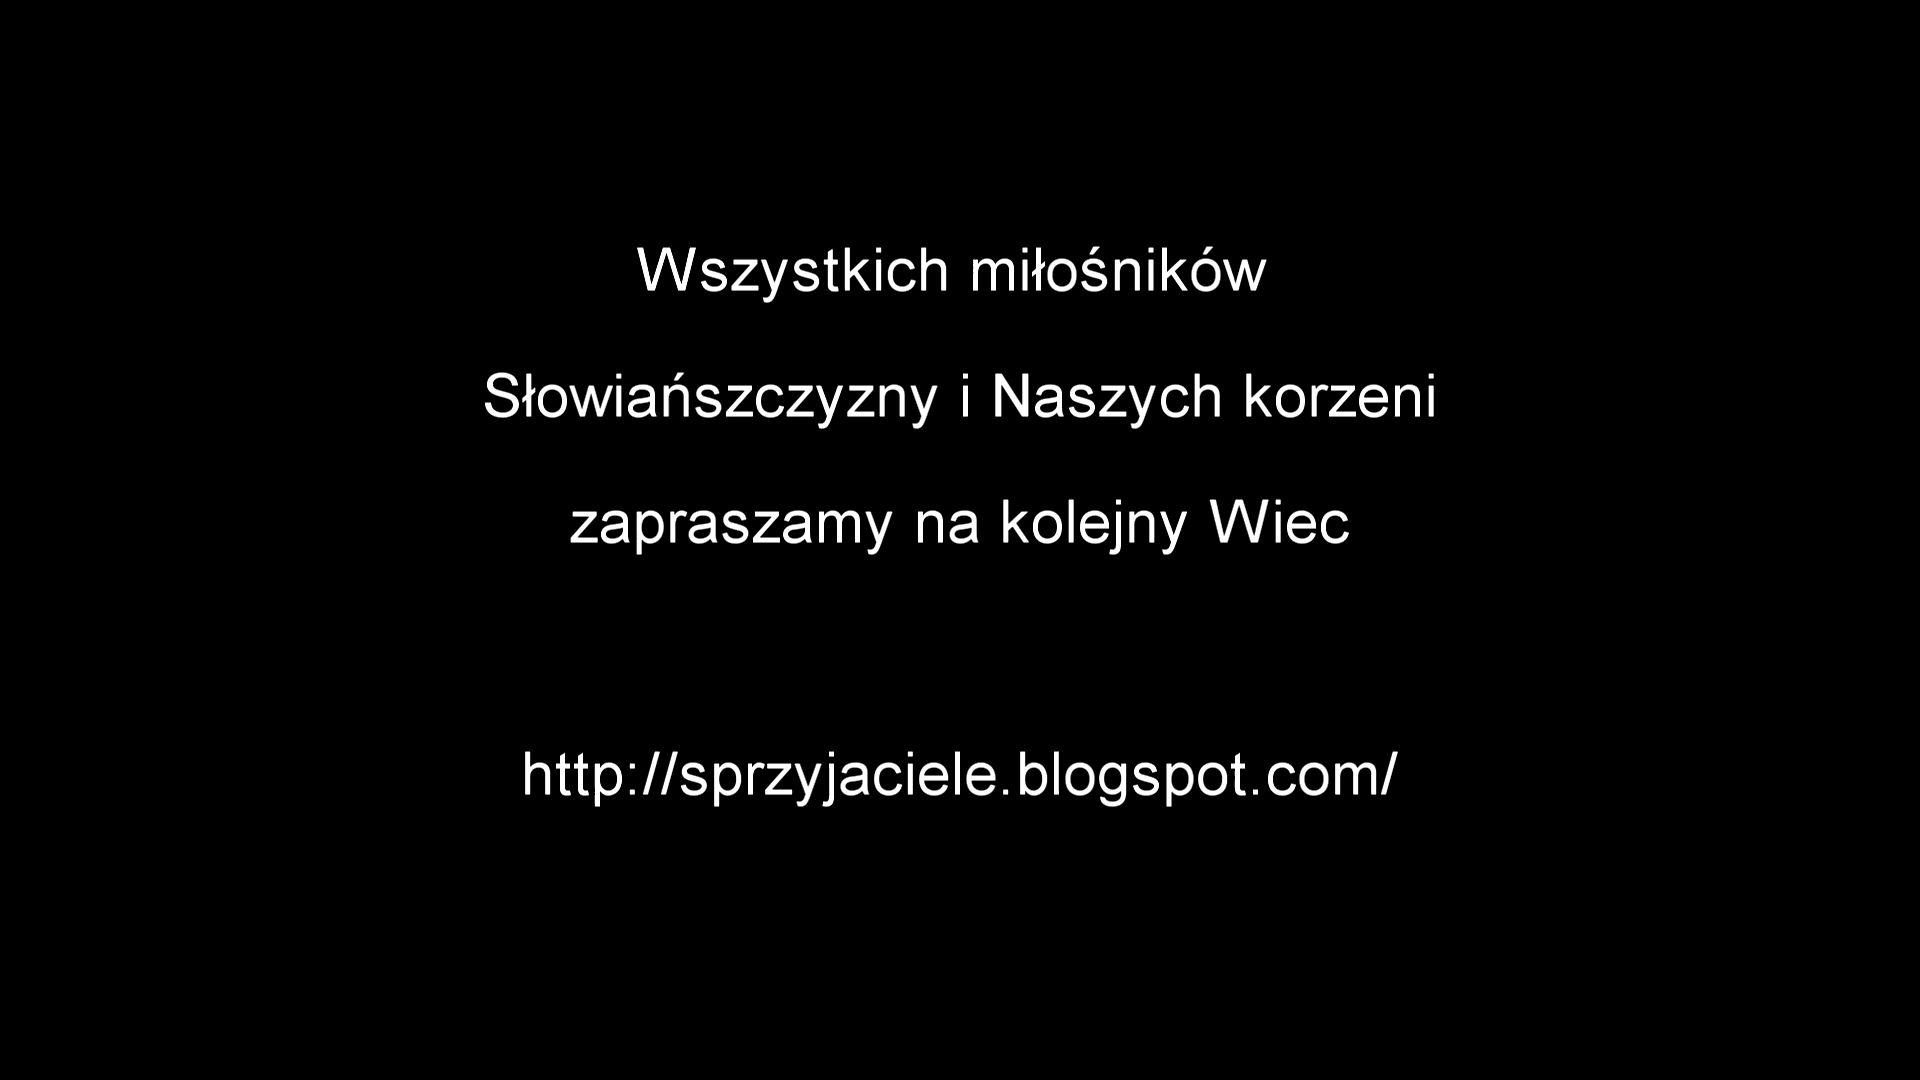 Wszystkich miłośników
Słowiańszczyzny i Naszych korzeni
zapraszamy na kolejny Wiec
http://sprzyjaciele.blogspot.com/